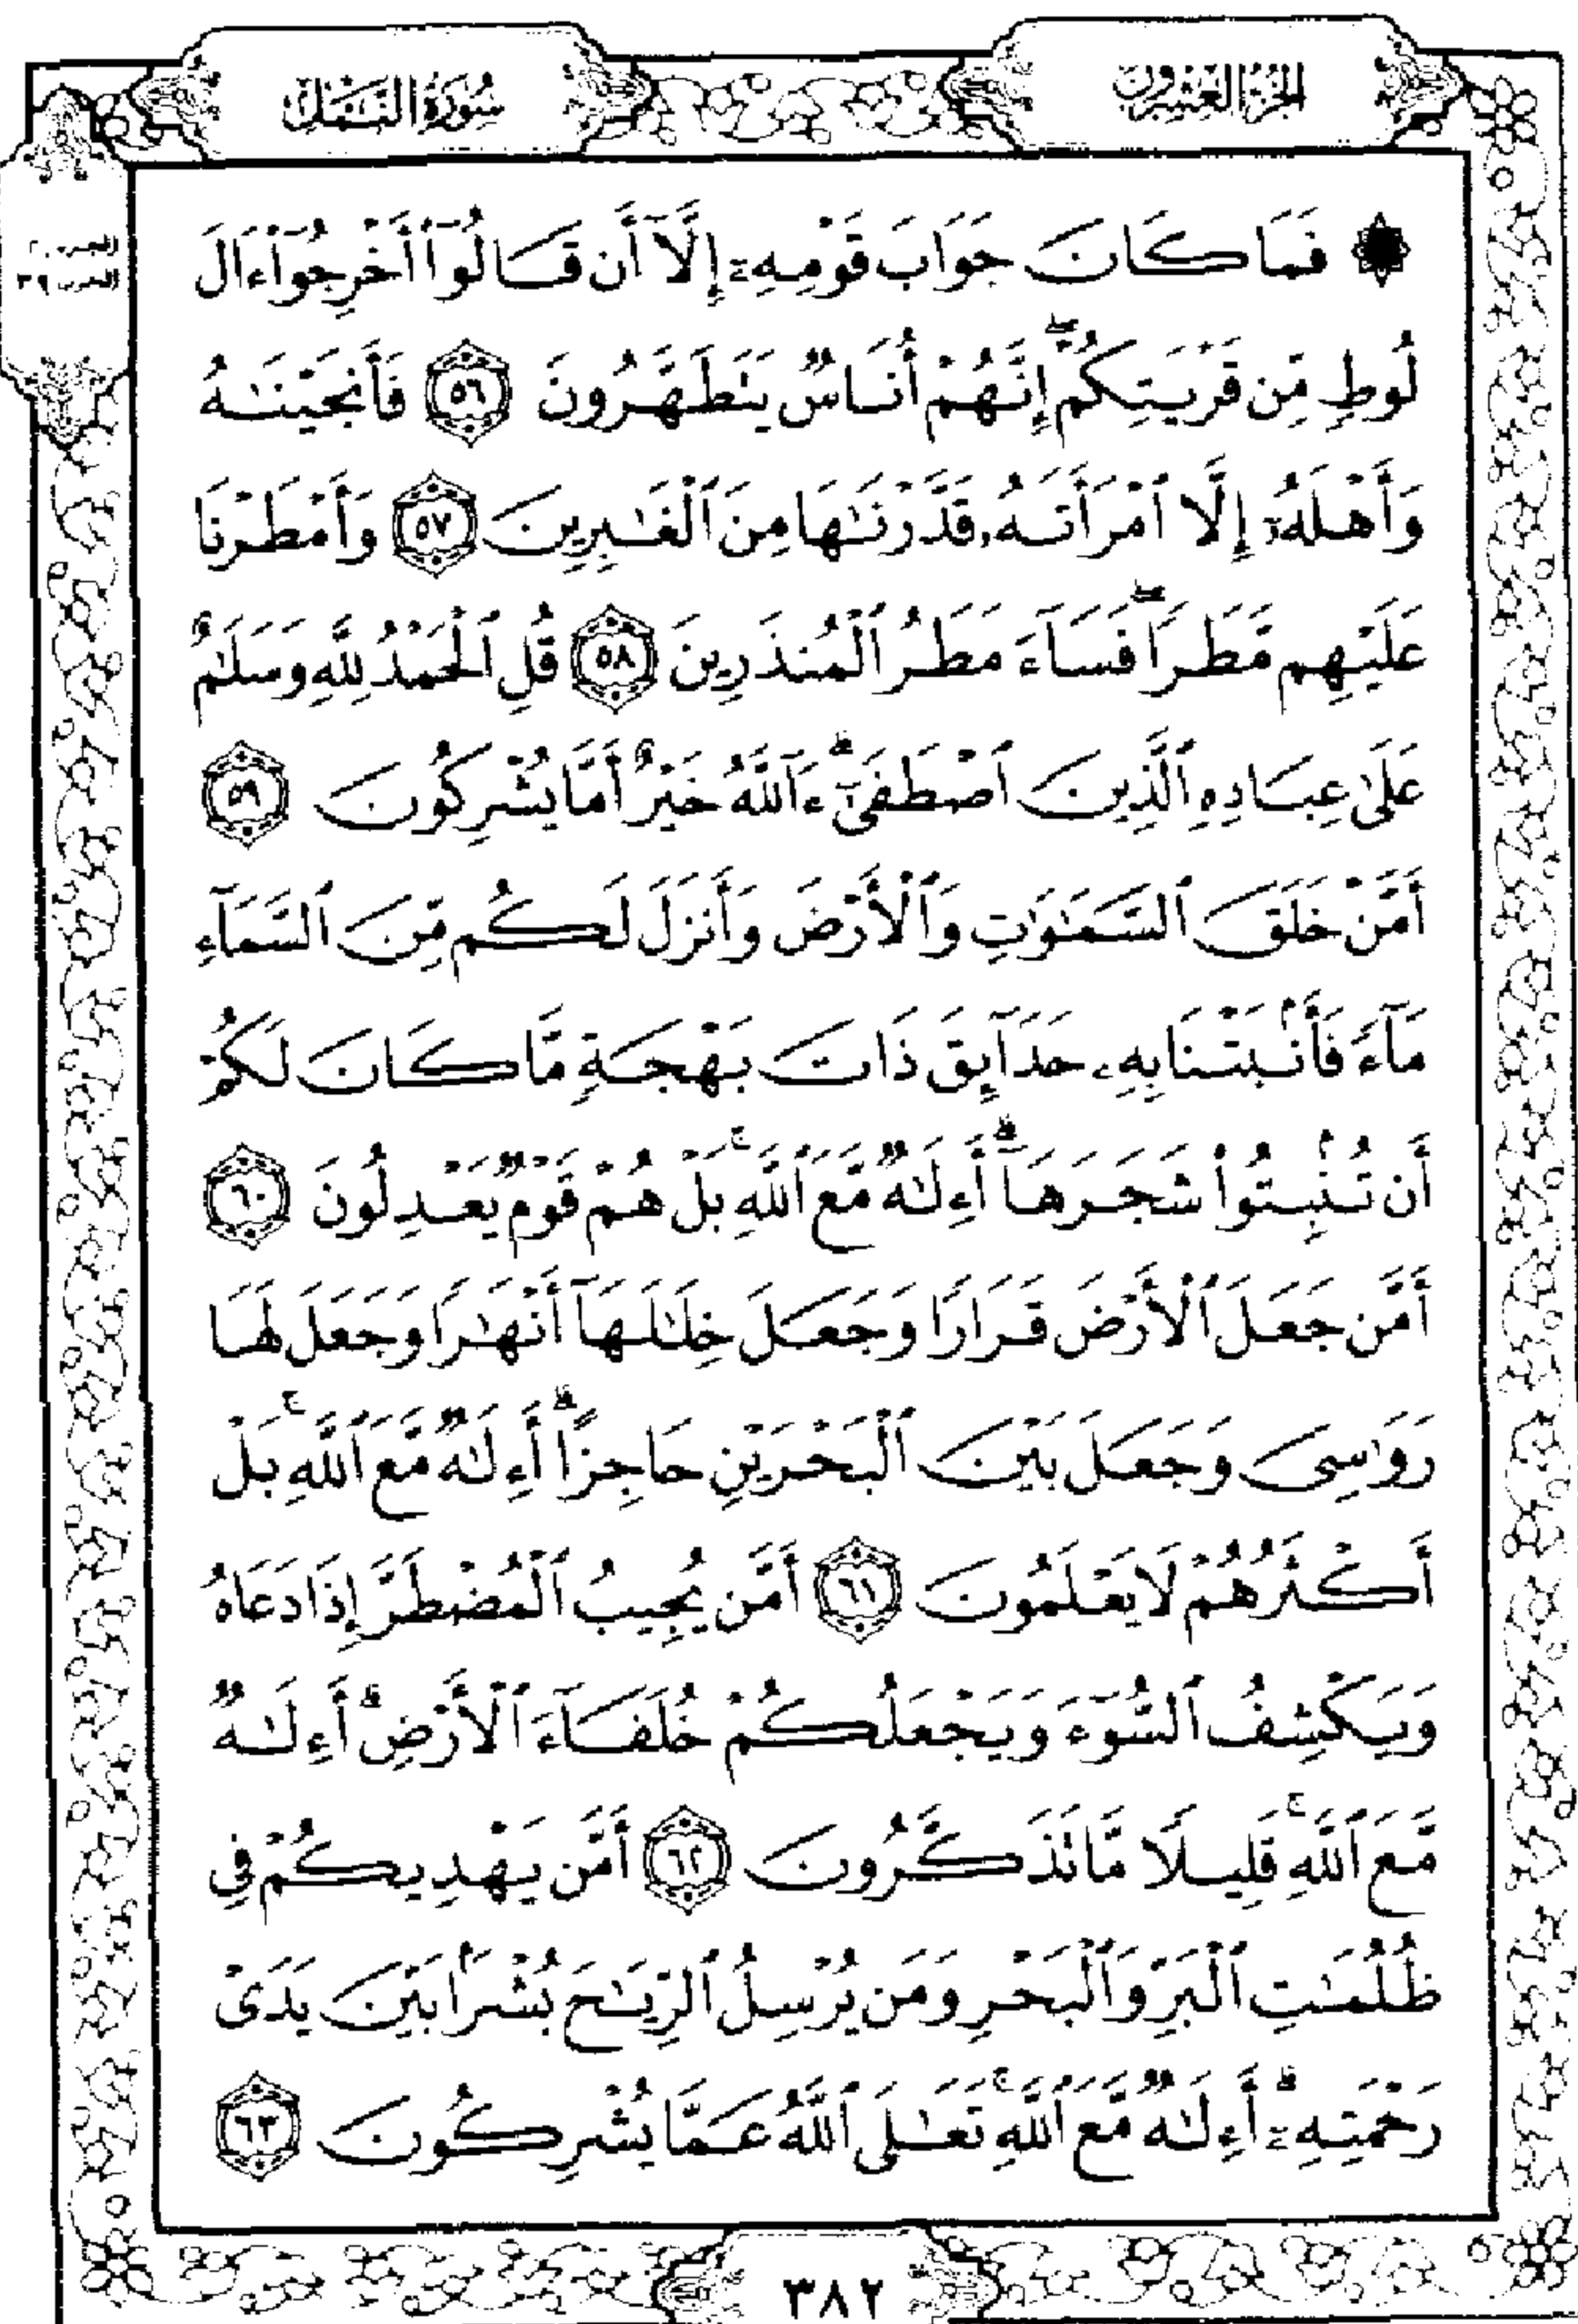 الجزء العشرون
سورة النمل
۞ فَمَا كَانَ جَوَابَ قَوْمِهِۦٓ إِلَّآ أَن قَالُوٓا۟ أَخْرِجُوٓا۟ ءَالَ
لُوطٍ مِّن قَرْيَتِكُمْ ۖ إِنَّهُمْ أُنَاسٌ يَتَطَهَّرُونَ ٥٦ فَأَنجَيْنَـٰهُ
وَأَهْلَهُۥٓ إِلَّا ٱمْرَأَتَهُۥ قَدَّرْنَـٰهَا مِنَ ٱلْغَـٰبِرِينَ ٥٧ وَأَمْطَرْنَا
عَلَيْهِم مَّطَرًا ۖ فَسَآءَ مَطَرُ ٱلْمُنذَرِينَ ٥٨ قُلِ ٱلْحَمْدُ لِلَّهِ وَسَلَـٰمٌ
عَلَىٰ عِبَادِهِ ٱلَّذِينَ ٱصْطَفَىٰٓ ۗ ءَآللَّهُ خَيْرٌ أَمَّا يُشْرِكُونَ ٥٩
أَمَّنْ خَلَقَ ٱلسَّمَـٰوَٰتِ وَٱلْأَرْضَ وَأَنزَلَ لَكُم مِّنَ ٱلسَّمَآءِ
مَآءً فَأَنۢبَتْنَا بِهِۦ حَدَآئِقَ ذَاتَ بَهْجَةٍ مَّا كَانَ لَكُمْ
أَن تُنۢبِتُوا۟ شَجَرَهَآ ۗ أَءِلَـٰهٌ مَّعَ ٱللَّهِ ۚ بَلْ هُمْ قَوْمٌ يَعْدِلُونَ ٦٠
أَمَّن جَعَلَ ٱلْأَرْضَ قَرَارًا وَجَعَلَ خِلَـٰلَهَآ أَنْهَـٰرًا وَجَعَلَ لَهَا
رَوَٰسِىَ وَجَعَلَ بَيْنَ ٱلْبَحْرَيْنِ حَاجِزًا ۗ أَءِلَـٰهٌ مَّعَ ٱللَّهِ ۚ بَلْ
أَكْثَرُهُمْ لَا يَعْلَمُونَ ٦١ أَمَّن يُجِيبُ ٱلْمُضْطَرَّ إِذَا دَعَاهُ
وَيَكْشِفُ ٱلسُّوٓءَ وَيَجْعَلُكُمْ خُلَفَآءَ ٱلْأَرْضِ ۗ أَءِلَـٰهٌ
مَّعَ ٱللَّهِ ۚ قَلِيلًا مَّا تَذَكَّرُونَ ٦٢ أَمَّن يَهْدِيكُمْ فِى
ظُلُمَـٰتِ ٱلْبَرِّ وَٱلْبَحْرِ وَمَن يُرْسِلُ ٱلرِّيَـٰحَ بُشْرًۢا بَيْنَ يَدَىْ
رَحْمَتِهِۦٓ ۗ أَءِلَـٰهٌ مَّعَ ٱللَّهِ ۚ تَعَـٰلَى ٱللَّهُ عَمَّا يُشْرِكُونَ ٦٣
٣٨٢